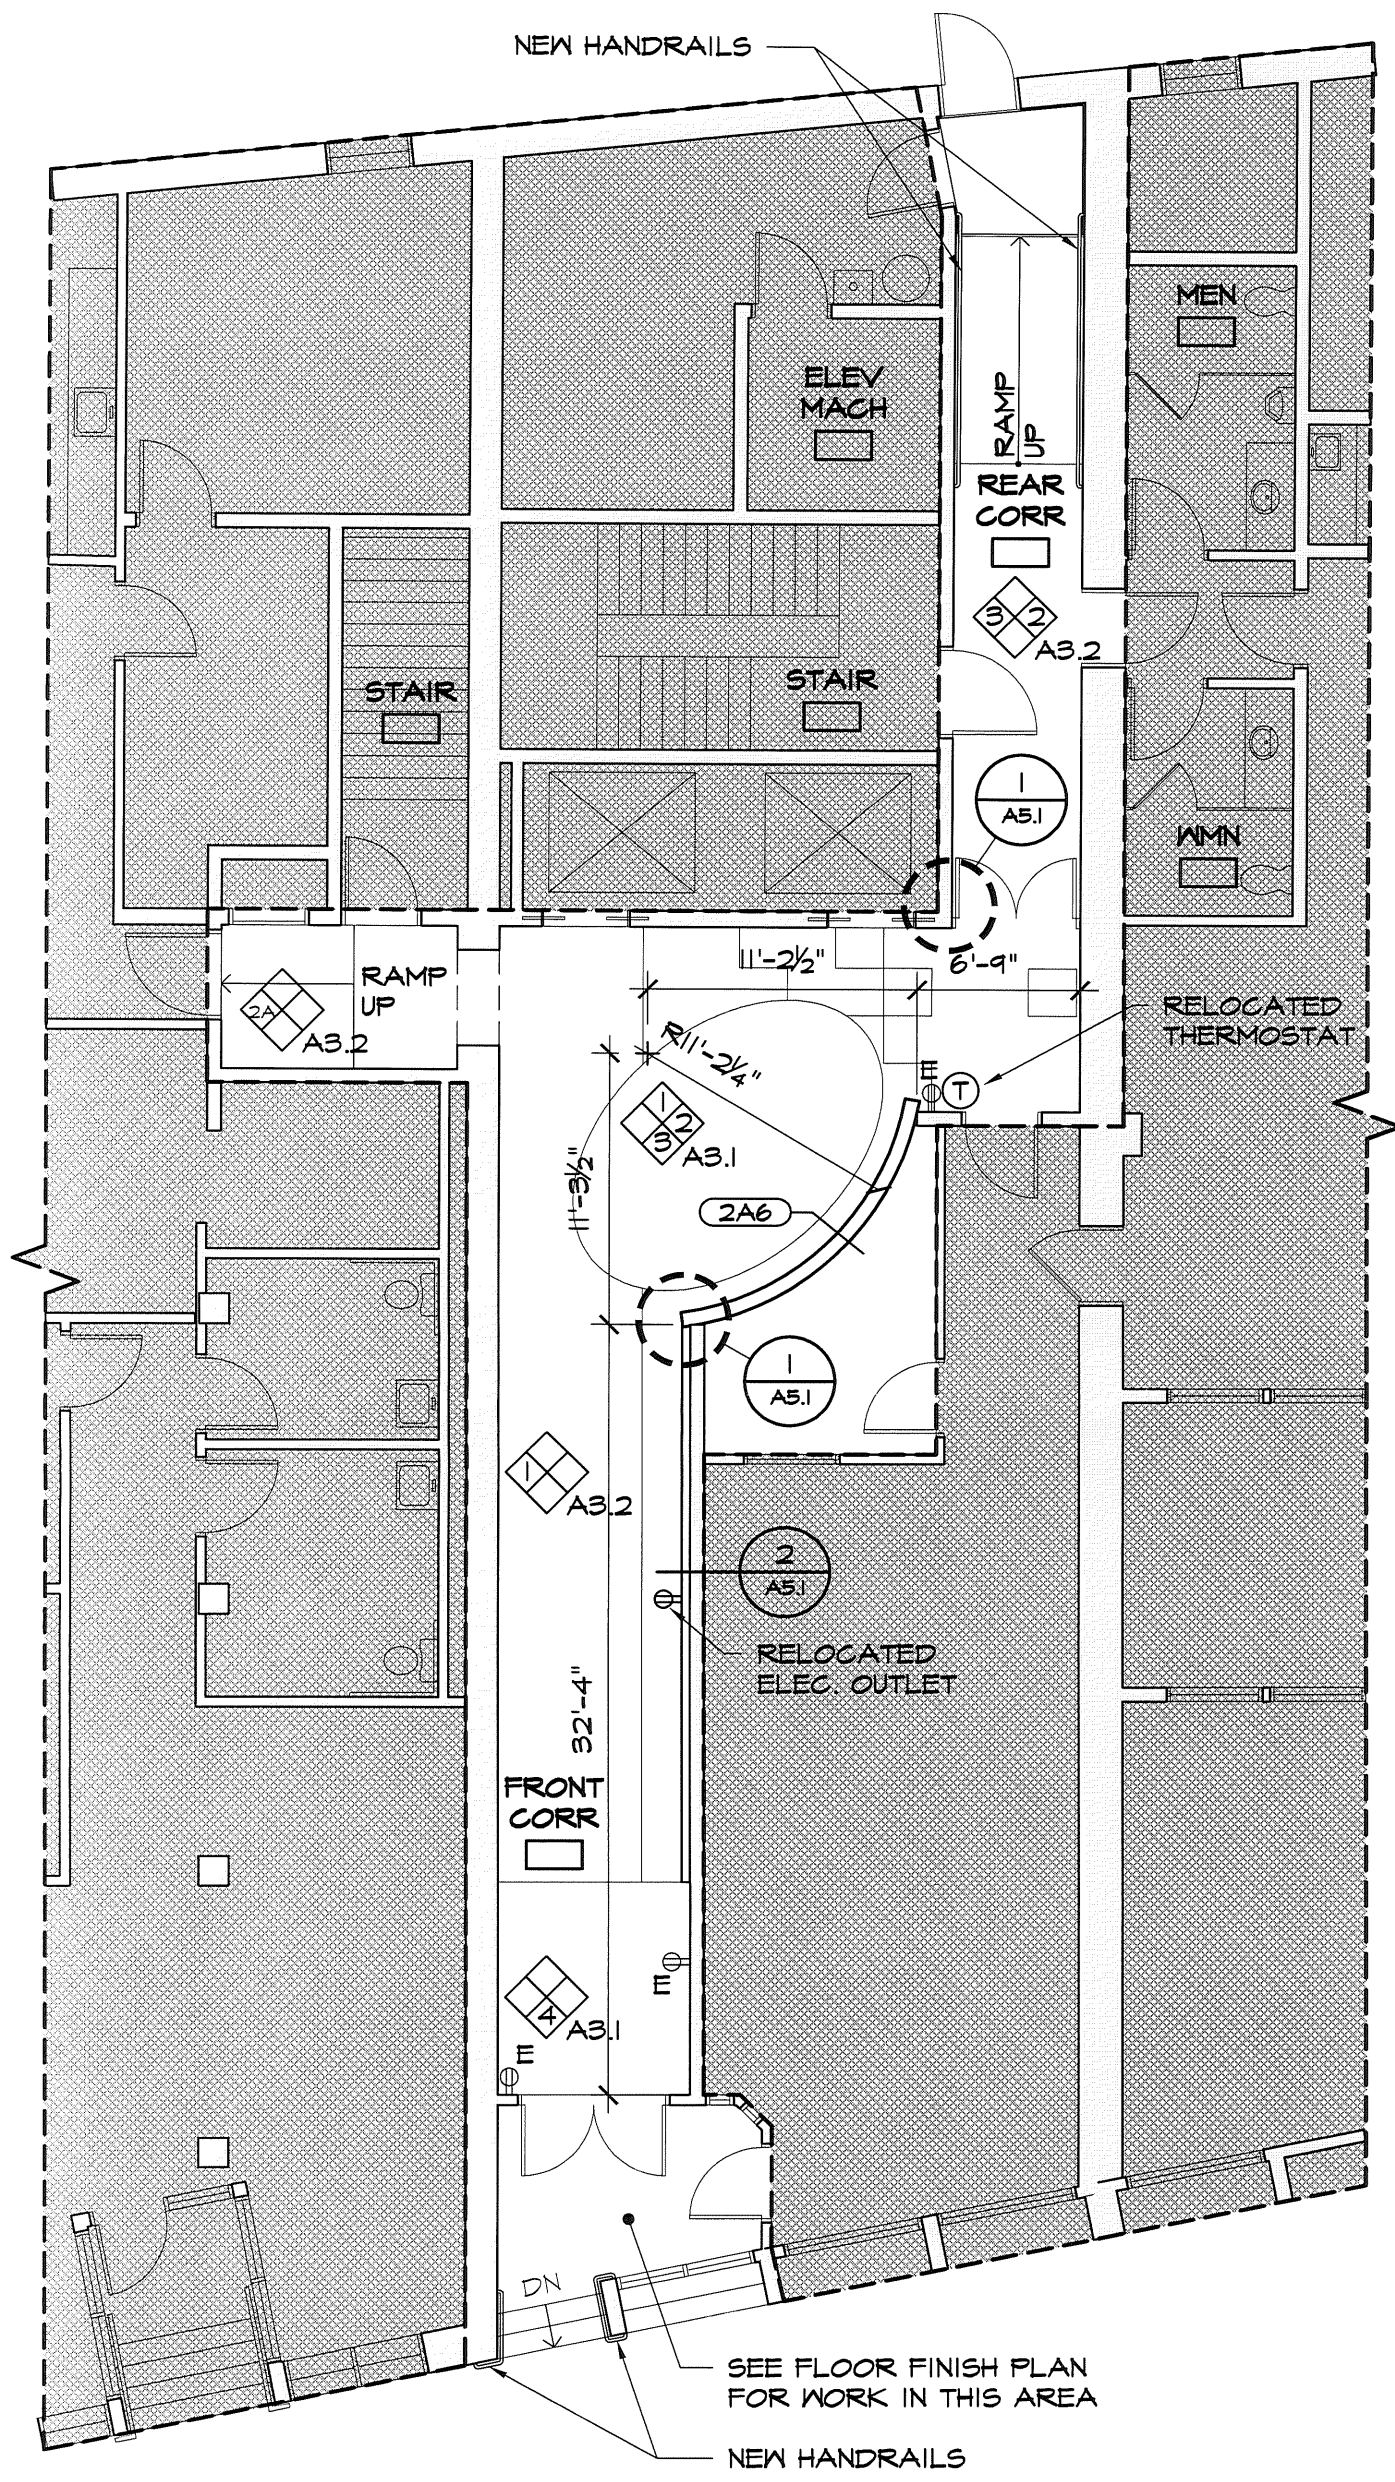 NEW HANDRAILS
MEN
ELEV
MACH
RAMP
UP
REAR
CORR
3 2
A3.2
STAIR
STAIR
1
A5.1
WMN
11'-2½"
6'-9"
RAMP
UP
2A
A3.2
RELOCATED
THERMOSTAT
R11'-2¼"
E
T
1
2
3
A3.1
11'-3½"
2A6
1
A5.1
1
A3.2
2
A5.1
RELOCATED
ELEC. OUTLET
32'-4"
FRONT
CORR
E
4
A3.1
E
DN
SEE FLOOR FINISH PLAN
FOR WORK IN THIS AREA
NEW HANDRAILS